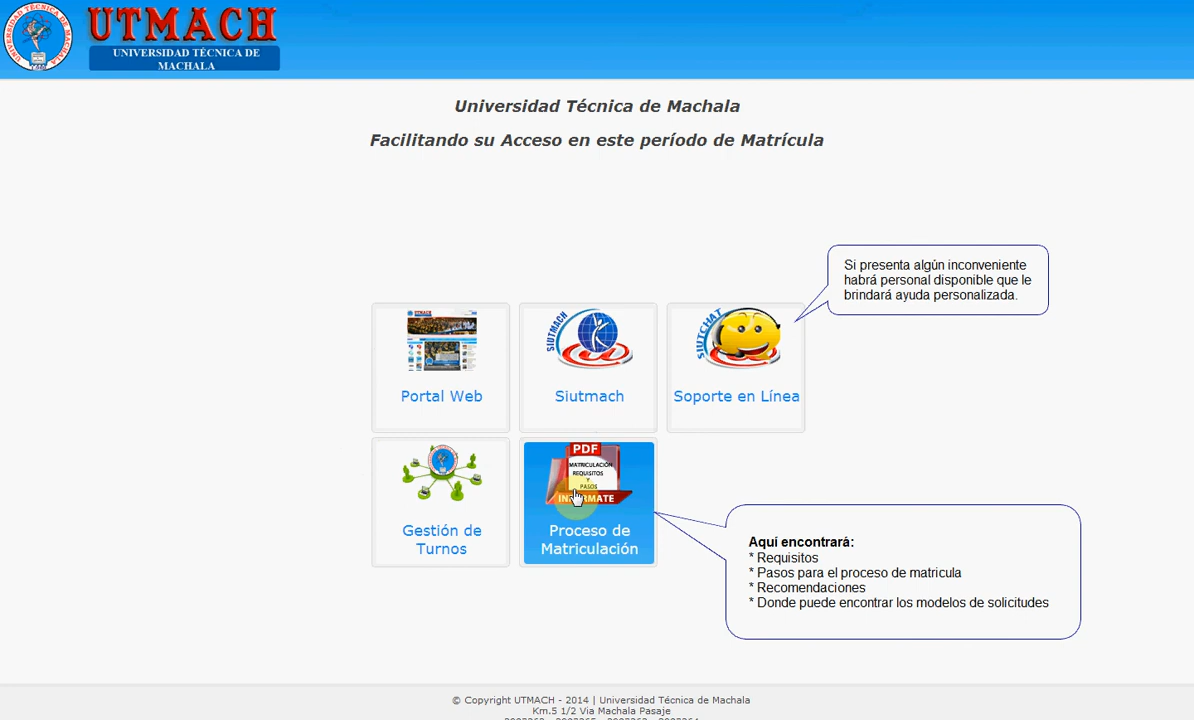 UTMACH
UNIVERSIDAD TÉCNICA DE
MACHALA
Universidad Técnica de Machala
Facilitando su Acceso en este período de Matrícula
Si presenta algún inconveniente
habrá personal disponible que le
brindará ayuda personalizada.
SIUTMACH
SIUTCHAT
Portal Web
Siutmach
Soporte en Línea
PDF
MATRICULACIÓN
REQUISITOS
Y
PASOS
Gestión de
Turnos
Proceso de
Matriculación
Aquí encontrará:
* Requisitos
* Pasos para el proceso de matricula
* Recomendaciones
* Donde puede encontrar los modelos de solicitudes
© Copyright UTMACH - 2014 | Universidad Técnica de Machala
Km.5 1/2 Via Machala Pasaje